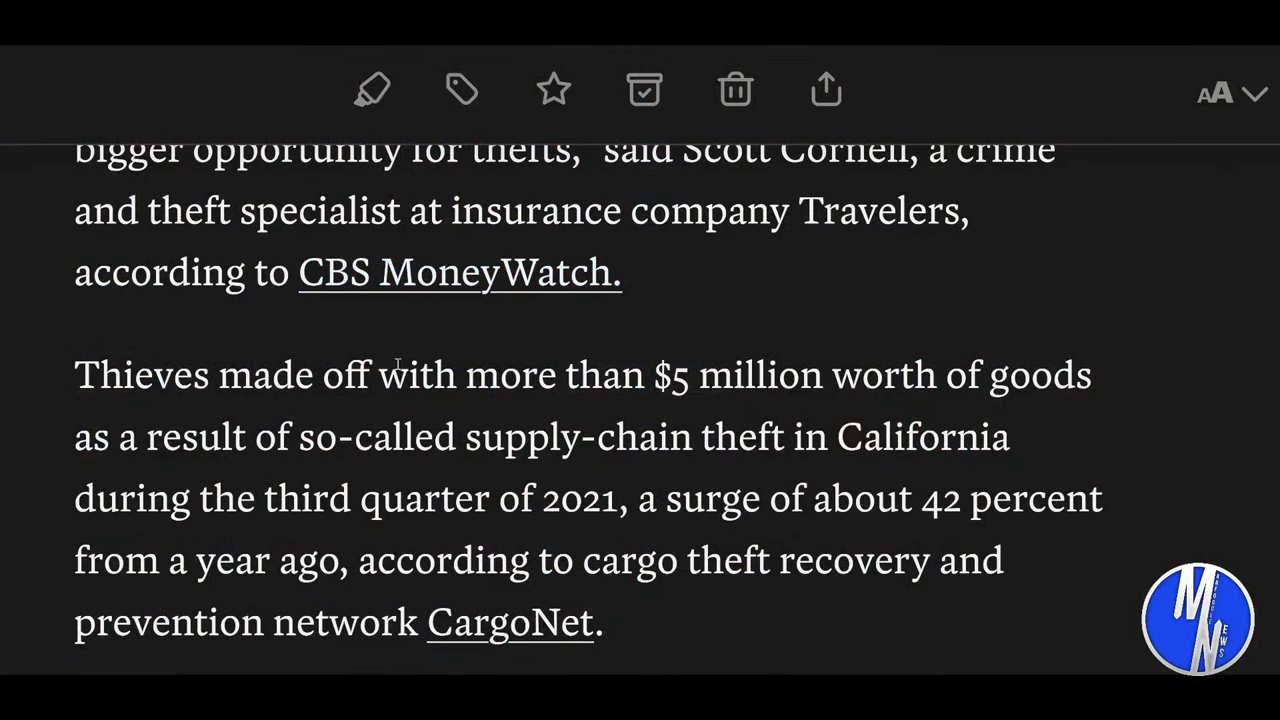 AA
bigger opportunity for thefts," said Scott Cornell, a crime
and theft specialist at insurance company Travelers,
according to CBS MoneyWatch.
Thieves made off with more than $5 million worth of goods
as a result of so-called supply-chain theft in California
during the third quarter of 2021, a surge of about 42 percent
from a year ago, according to cargo theft recovery and
prevention network CargoNet.
M
N
EWS